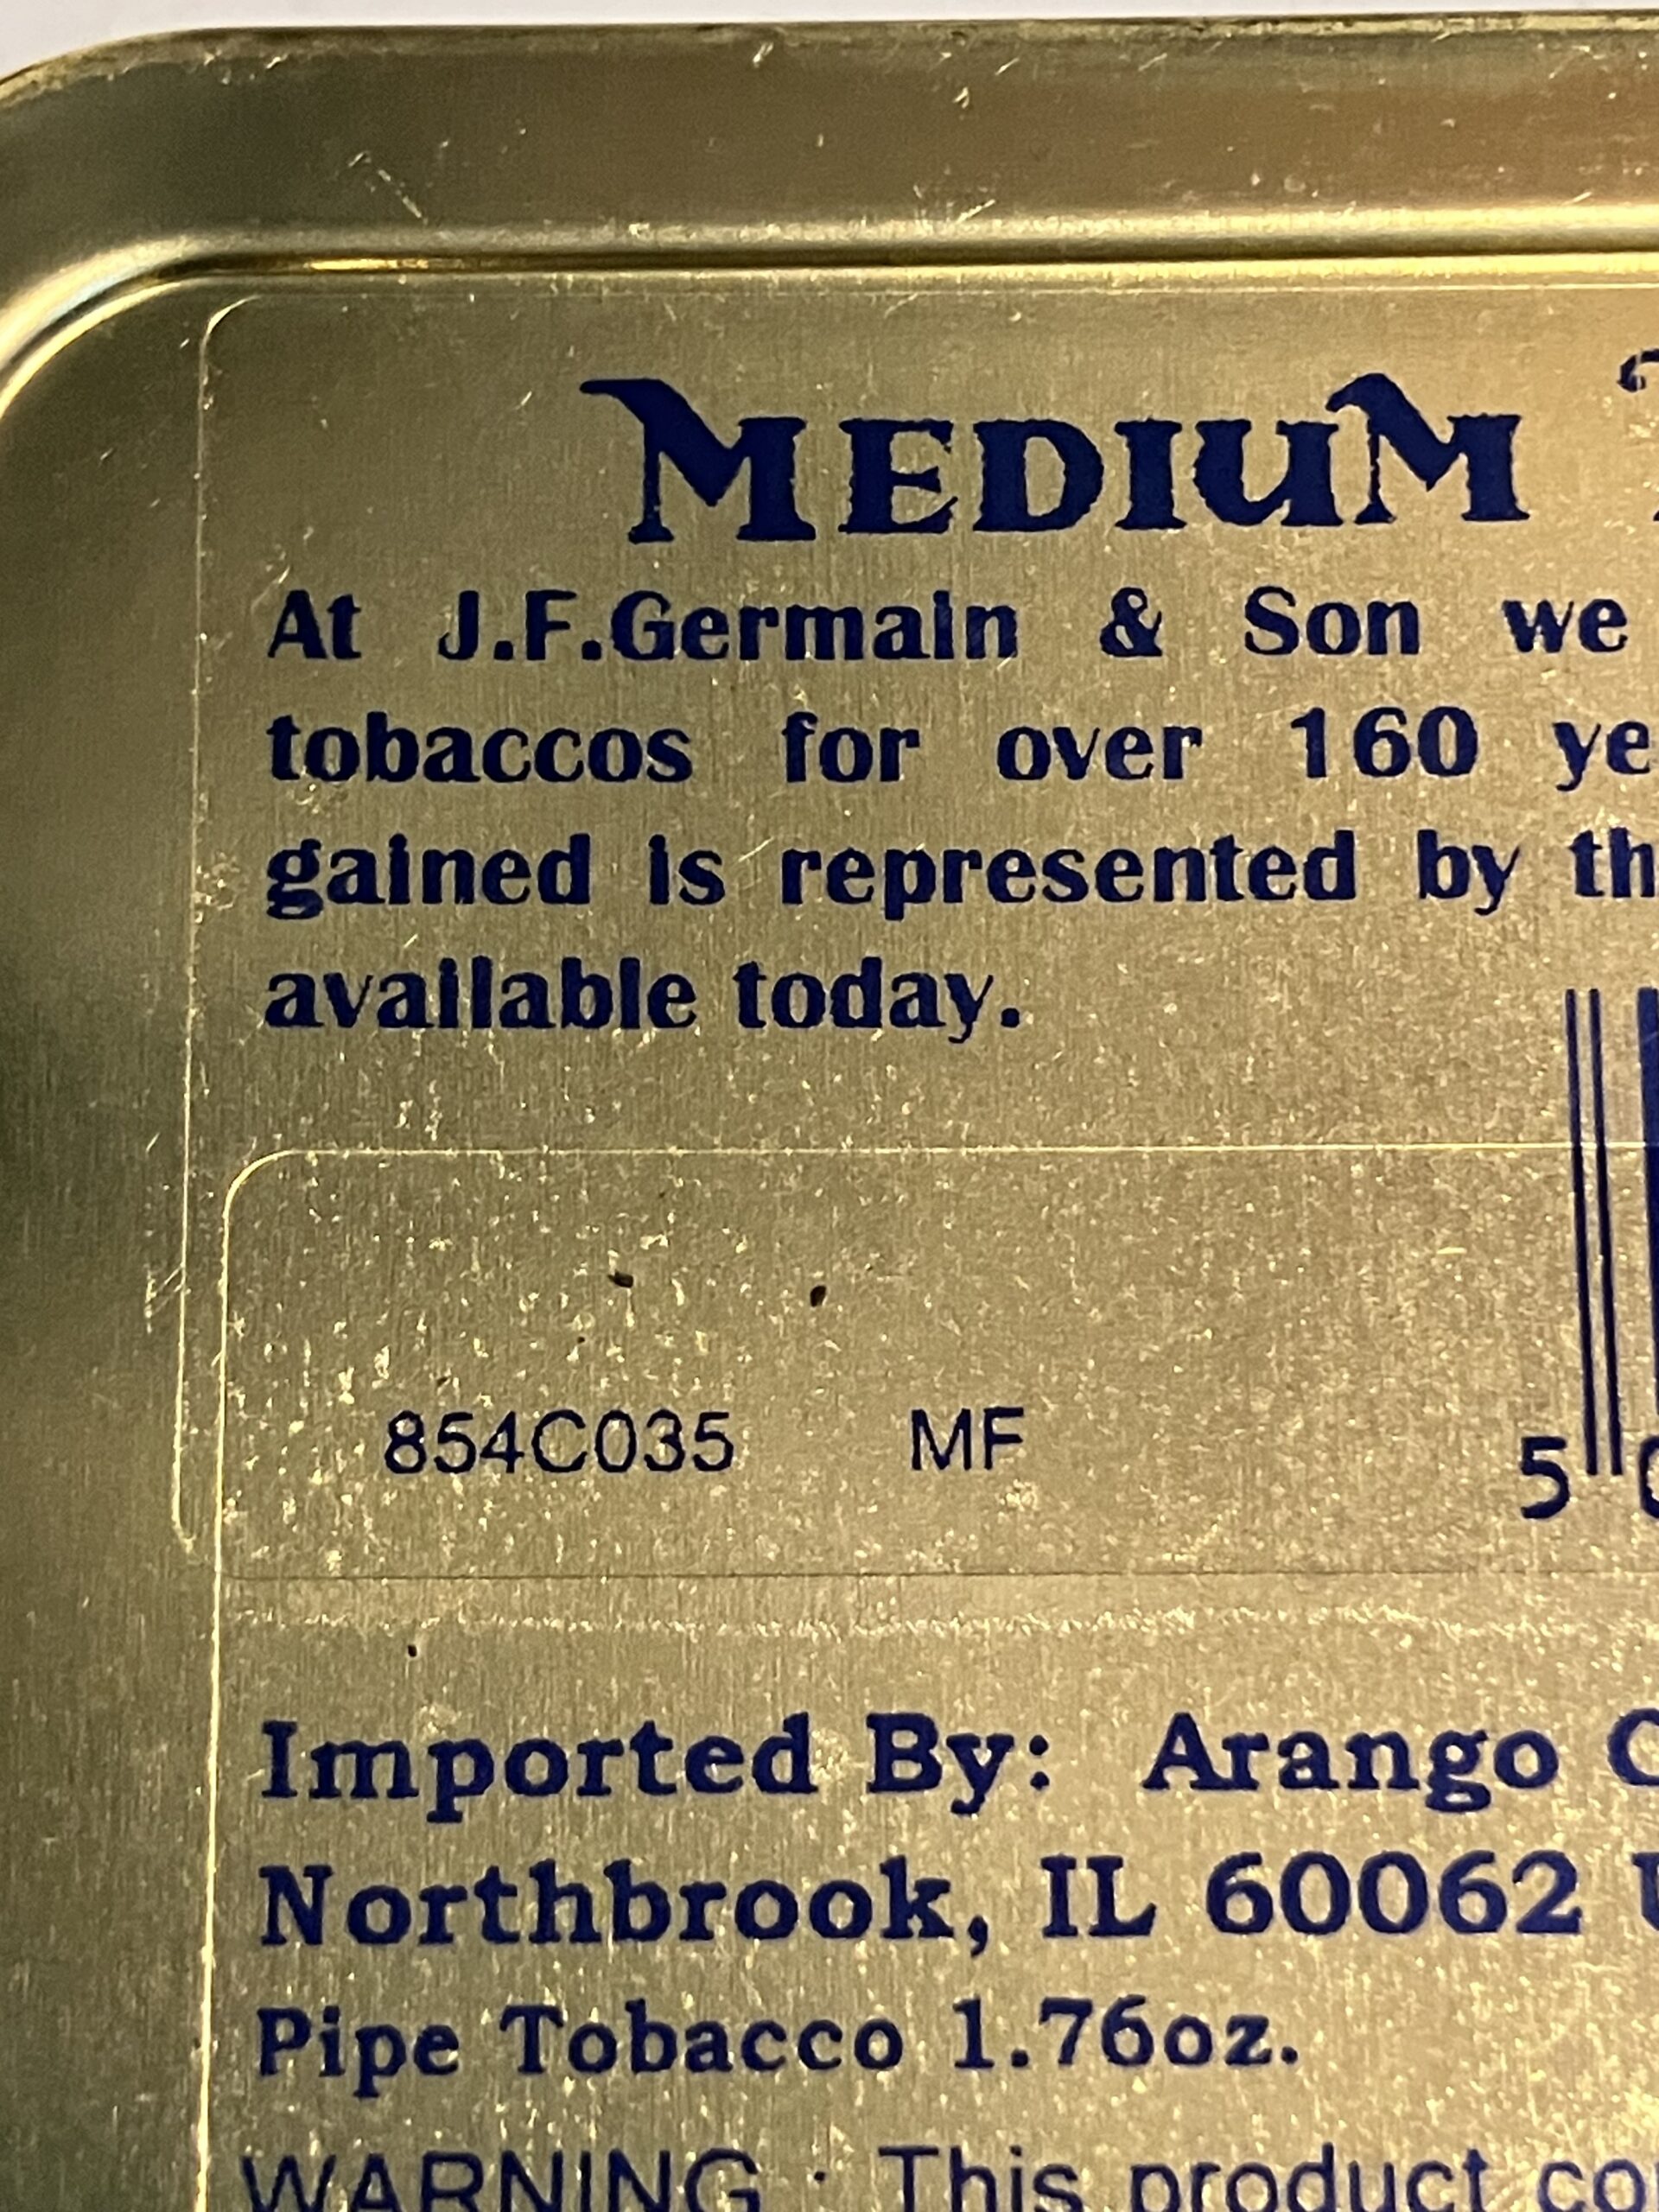 MEDIUM
At J.F.Germain & Son we
tobaccos for over 160 ye
gained is represented by th
available today.
854C035 MF
5
Imported By: Arango C
Northbrook, IL 60062 U
Pipe Tobacco 1.76oz.
WARNING : This product co